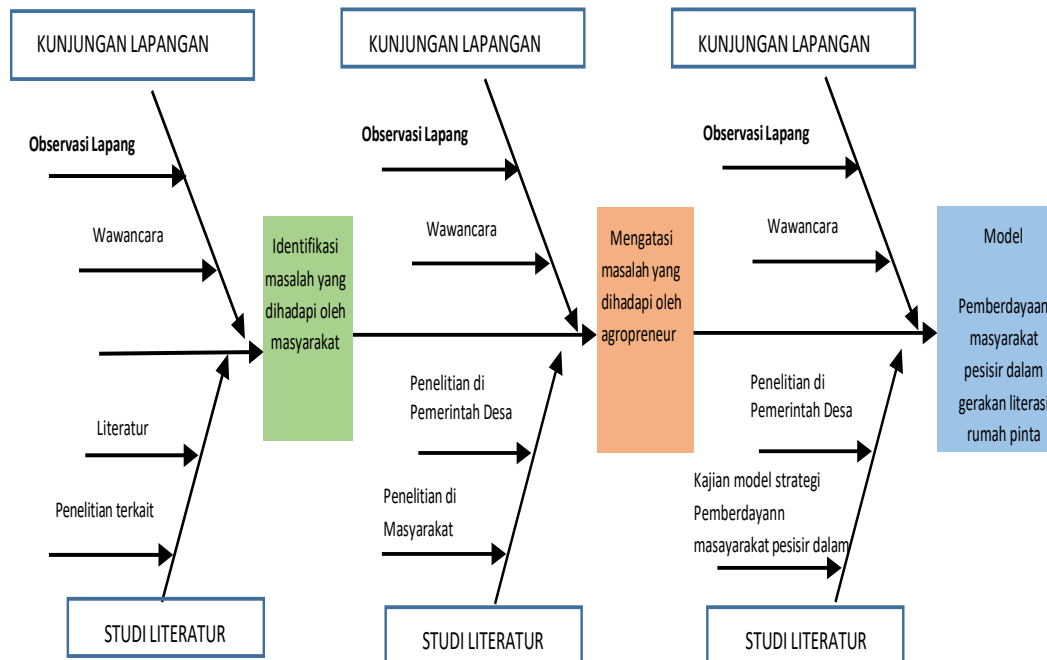 KUNJUNGAN LAPANGAN
KUNJUNGAN LAPANGAN
KUNJUNGAN LAPANGAN
Observasi Lapang
Wawancara
Literatur
Penelitian terkait
Identifikasi
masalah yang
dihadapi oleh
masyarakat
Observasi Lapang
Wawancara
Penelitian di
Pemerintah Desa
Penelitian di
Masyarakat
Mengatasi
masalah yang
dihadapi oleh
agropreneur
Observasi Lapang
Wawancara
Penelitian di
Pemerintah Desa
Kajian model strategi
Pemberdayann
masayarakat pesisir dalam
Model
Pemberdayaan
masyarakat
pesisir dalam
gerakan literasi
rumah pinta
STUDI LITERATUR
STUDI LITERATUR
STUDI LITERATUR